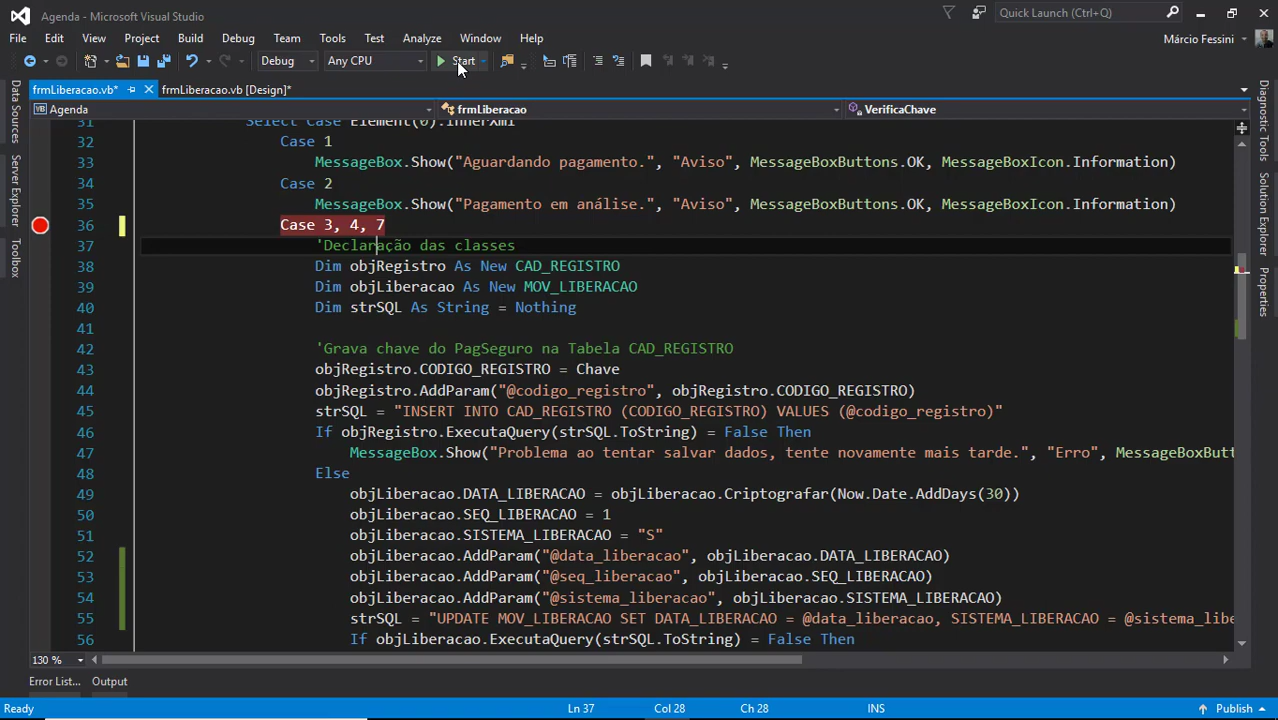 Agenda - Microsoft Visual Studio
Quick Launch (Ctrl+Q)
File Edit View Project Build Debug Team Tools Test Analyze Window Help
Márcio Fessini
Debug Any CPU Start
frmLiberacao.vb* frmLiberacao.vb [Design]*
Agenda frmLiberacao VerificaChave
31 Select Case Element(0).InnerXml
32 Case 1
33 MessageBox.Show("Aguardando pagamento.", "Aviso", MessageBoxButtons.OK, MessageBoxIcon.Information)
34 Case 2
35 MessageBox.Show("Pagamento em análise.", "Aviso", MessageBoxButtons.OK, MessageBoxIcon.Information)
36 Case 3, 4, 7
37 'Declaração das classes
38 Dim objRegistro As New CAD_REGISTRO
39 Dim objLiberacao As New MOV_LIBERACAO
40 Dim strSQL As String = Nothing
41
42 'Grava chave do PagSeguro na Tabela CAD_REGISTRO
43 objRegistro.CODIGO_REGISTRO = Chave
44 objRegistro.AddParam("@codigo_registro", objRegistro.CODIGO_REGISTRO)
45 strSQL = "INSERT INTO CAD_REGISTRO (CODIGO_REGISTRO) VALUES (@codigo_registro)"
46 If objRegistro.ExecutaQuery(strSQL.ToString) = False Then
47 MessageBox.Show("Problema ao tentar salvar dados, tente novamente mais tarde.", "Erro", MessageBoxButt
48 Else
49 objLiberacao.DATA_LIBERACAO = objLiberacao.Criptografar(Now.Date.AddDays(30))
50 objLiberacao.SEQ_LIBERACAO = 1
51 objLiberacao.SISTEMA_LIBERACAO = "S"
52 objLiberacao.AddParam("@data_liberacao", objLiberacao.DATA_LIBERACAO)
53 objLiberacao.AddParam("@seq_liberacao", objLiberacao.SEQ_LIBERACAO)
54 objLiberacao.AddParam("@sistema_liberacao", objLiberacao.SISTEMA_LIBERACAO)
55 strSQL = "UPDATE MOV_LIBERACAO SET DATA_LIBERACAO = @data_liberacao, SISTEMA_LIBERACAO = @sistema_libe
56 If objLiberacao.ExecutaQuery(strSQL.ToString) = False Then
Data Sources
Server Explorer
Toolbox
Diagnostic Tools
Solution Explorer
Properties
130 %
Error List... Output
Ready Ln 37 Col 28 Ch 28 INS Publish